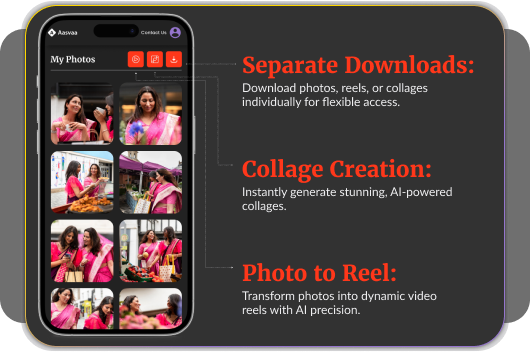 Aasvaa
Contact Us
My Photos
Separate Downloads:
Download photos, reels, or collages
individually for flexible access.
Collage Creation:
Instantly generate stunning, AI-powered
collages.
Photo to Reel:
Transform photos into dynamic video
reels with AI precision.